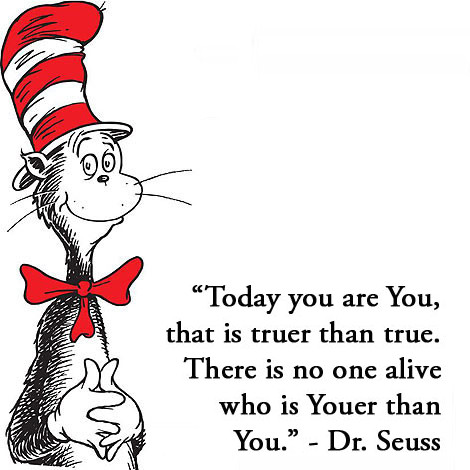 “Today you are You,
that is truer than true.
There is no one alive
who is Youer than
You.” - Dr. Seuss